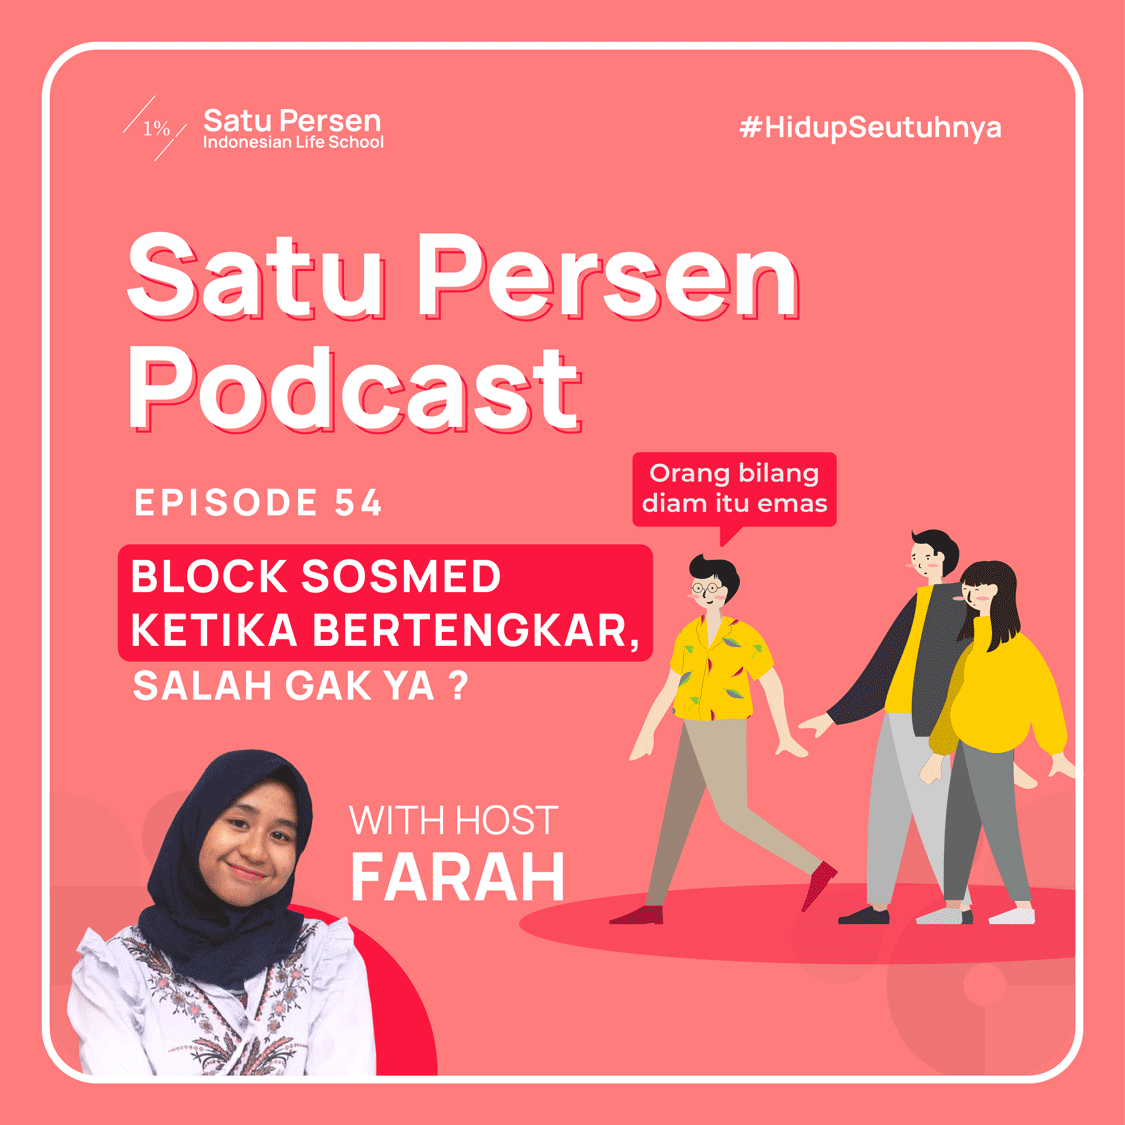 1%
Satu Persen
Indonesian Life School
#HidupSeutuhnya
Satu Persen
Podcast
EPISODE 54
Orang bilang
diam itu emas
BLOCK SOSMED
KETIKA BERTENGKAR,
SALAH GAK YA ?
WITH HOST
FARAH